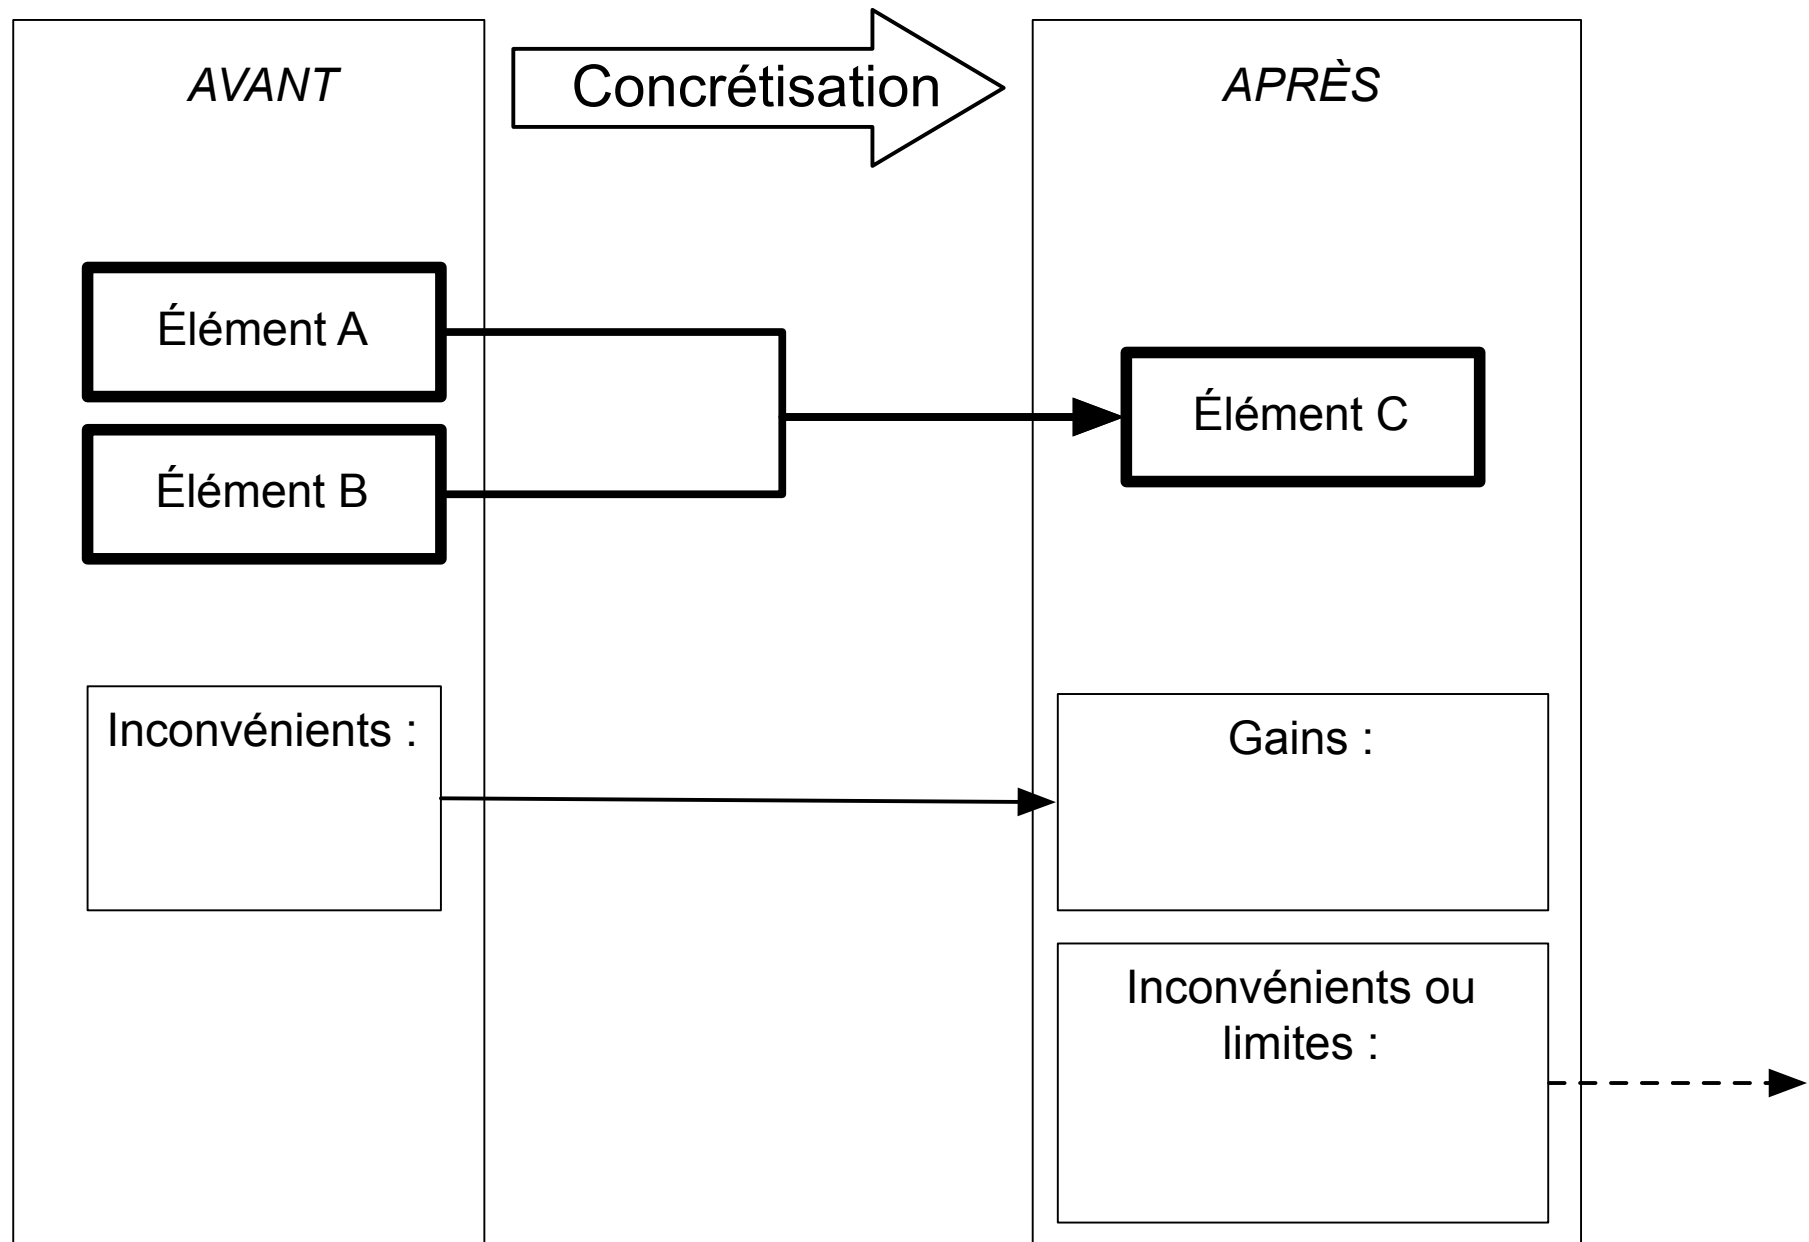 AVANT
Concrétisation
APRÈS
Élément A
Élément B
Élément C
Inconvénients :
Gains :
Inconvénients ou
limites :